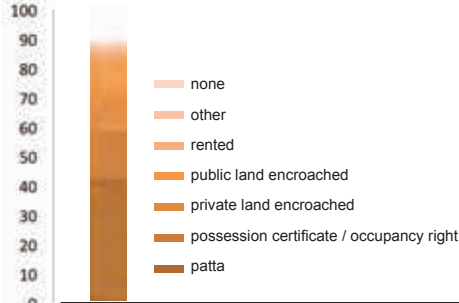 100
90
80
70
60
50
40
30
20
10
0
none
other
rented
public land encroached
private land encroached
possession certificate / occupancy right
patta